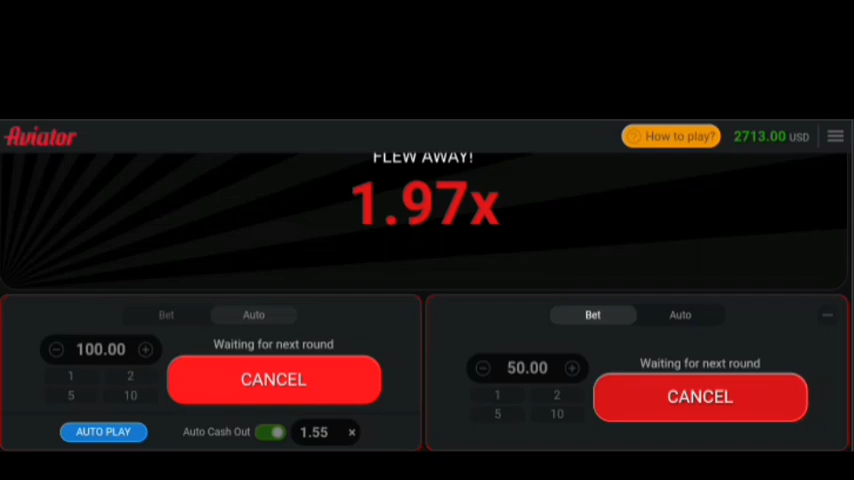 Aviator
? How to play?
2713.00 USD
FLEW AWAY!
1.97x
Bet Auto
100.00
1 2
5 10
Waiting for next round
CANCEL
AUTO PLAY
Auto Cash Out
1.55 ×
Bet Auto
50.00
1 2
5 10
Waiting for next round
CANCEL